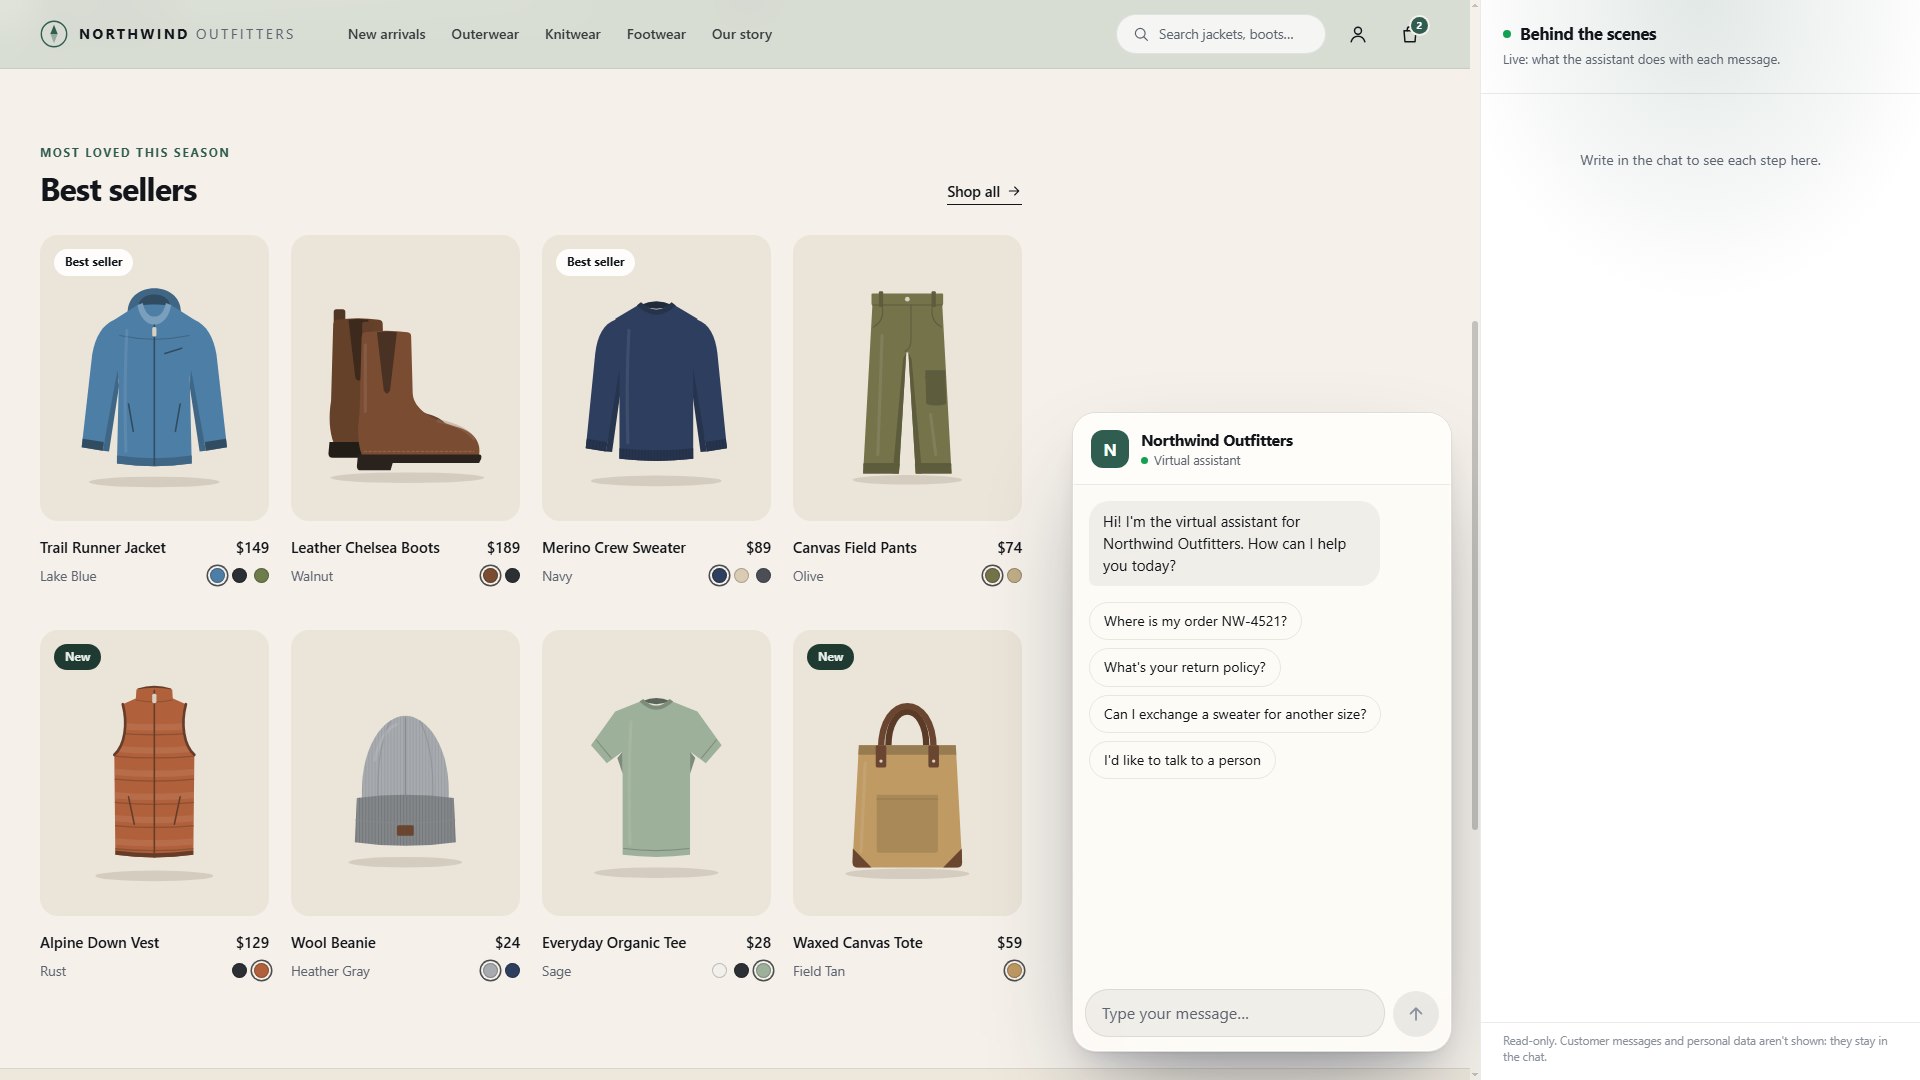 NORTHWIND OUTFITTERS
New arrivals
Outerwear
Knitwear
Footwear
Our story
Search jackets, boots...
2
MOST LOVED THIS SEASON
Best sellers
Shop all
Best seller
Best seller
Trail Runner Jacket
$149
Leather Chelsea Boots
$189
Merino Crew Sweater
$89
Canvas Field Pants
$74
Lake Blue
Walnut
Navy
Olive
New
New
Alpine Down Vest
$129
Wool Beanie
$24
Everyday Organic Tee
$28
Waxed Canvas Tote
$59
Rust
Heather Gray
Sage
Field Tan
N
Northwind Outfitters
Virtual assistant
Hi! I'm the virtual assistant for
Northwind Outfitters. How can I help
you today?
Where is my order NW-4521?
What's your return policy?
Can I exchange a sweater for another size?
I'd like to talk to a person
Type your message...
Behind the scenes
Live: what the assistant does with each message.
Write in the chat to see each step here.
Read-only. Customer messages and personal data aren't shown: they stay in
the chat.